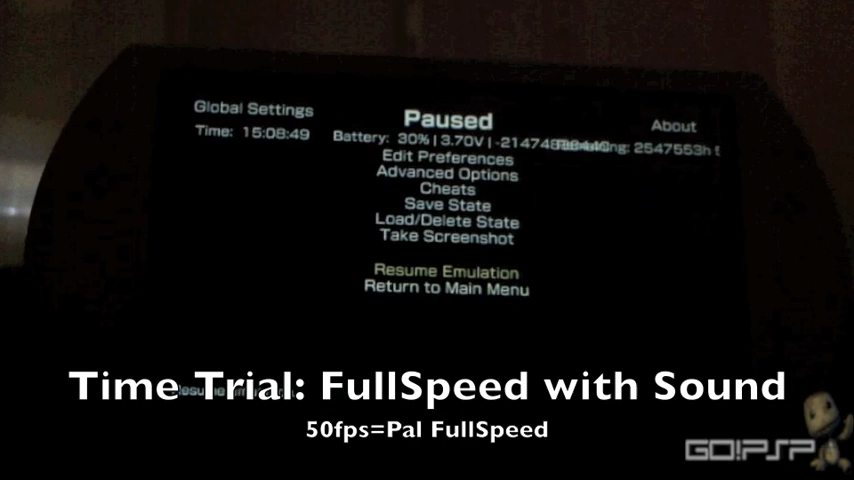 Global Settings
Paused
About
Time: 15:08:49
Battery: 30% | 3.70V |
2547553h
Edit Preferences
Advanced Options
Cheats
Save State
Load/Delete State
Take Screenshot
Resume Emulation
Return to Main Menu
Time Trial: FullSpeed with Sound
50fps=Pal FullSpeed
GO!PSP